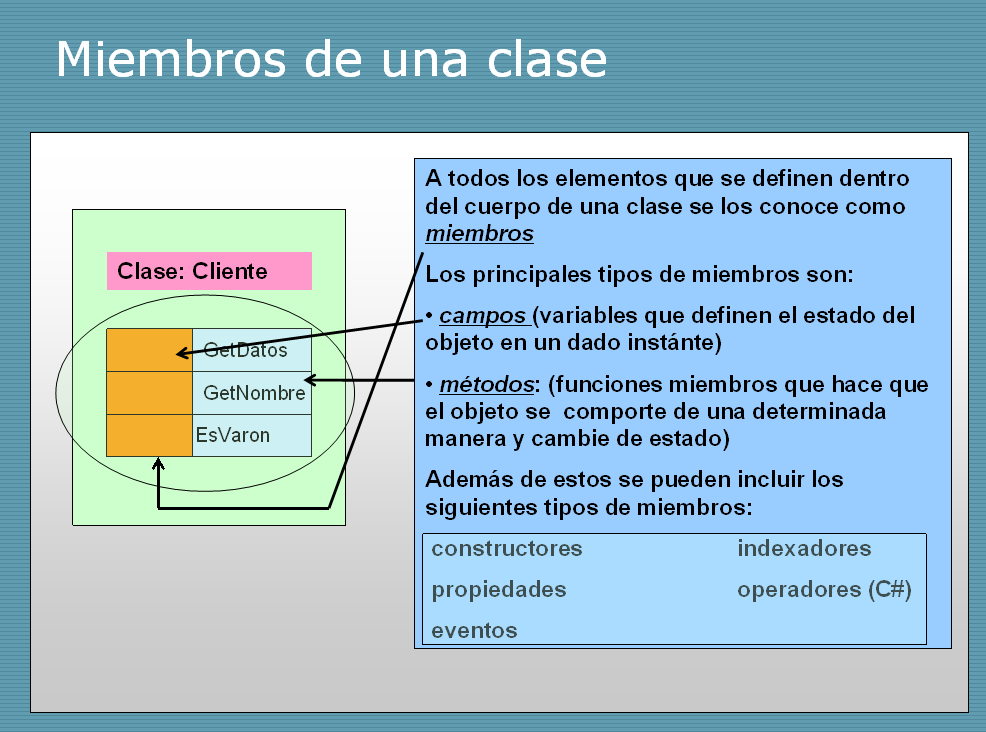 Miembros de una clase
Clase: Cliente
GetDatos
GetNombre
EsVaron
A todos los elementos que se definen dentro
del cuerpo de una clase se los conoce como
miembros
Los principales tipos de miembro son:
• campos (variables que definen el estado del
objeto en un dado instánte)
• métodos: (funciones miembros que hace que
el objeto se comporte de una determinada
manera y cambie de estado)
Además de estos se pueden incluir los
siguientes tipos de miembros:
constructores
indexadores
propiedades
operadores (C#)
eventos